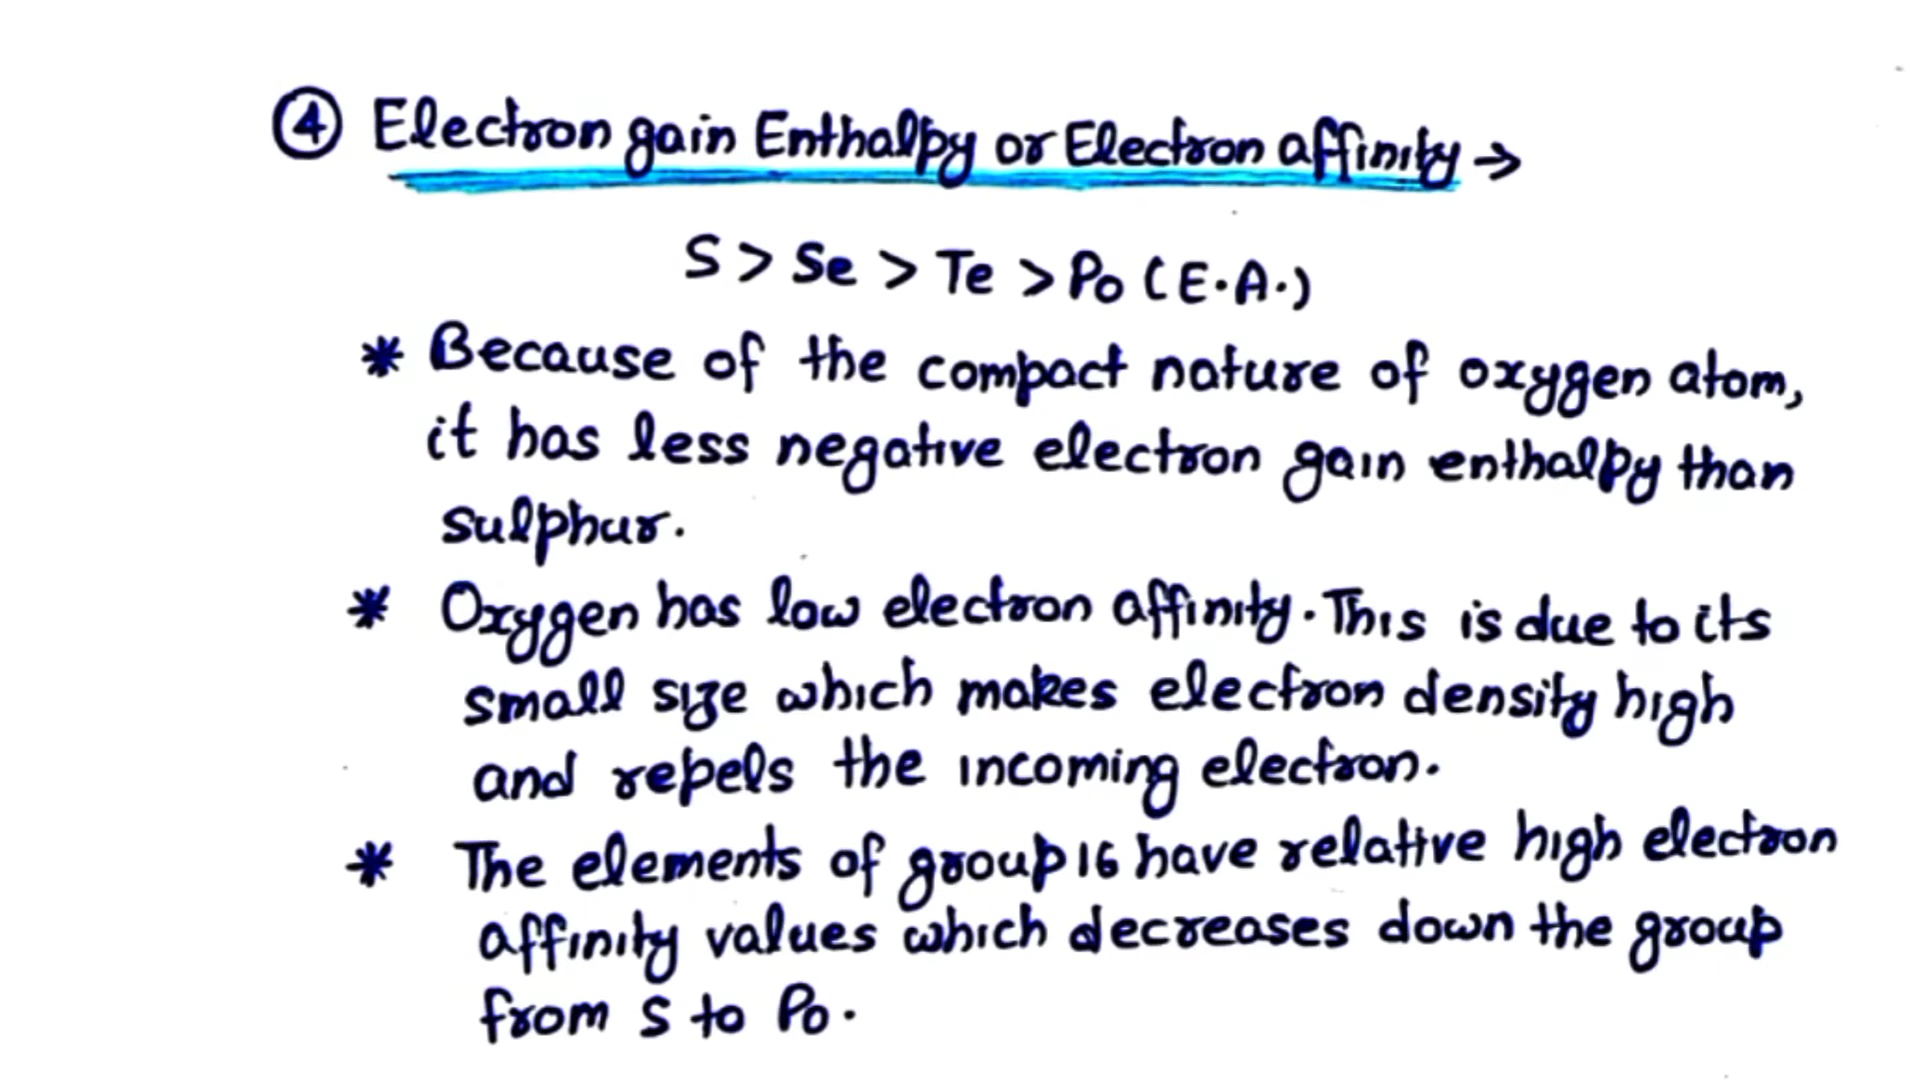 ④ Electron gain Enthalpy or Electron affinity →
S > Se > Te > Po (E.A.)
* Because of the compact nature of oxygen atom,
it has less negative electron gain enthalpy than
sulphur.
* Oxygen has low electron affinity. This is due to its
small size which makes electron density high
and repels the incoming electron.
* The elements of group 16 have relative high electron
affinity values which decreases down the group
from S to Po.